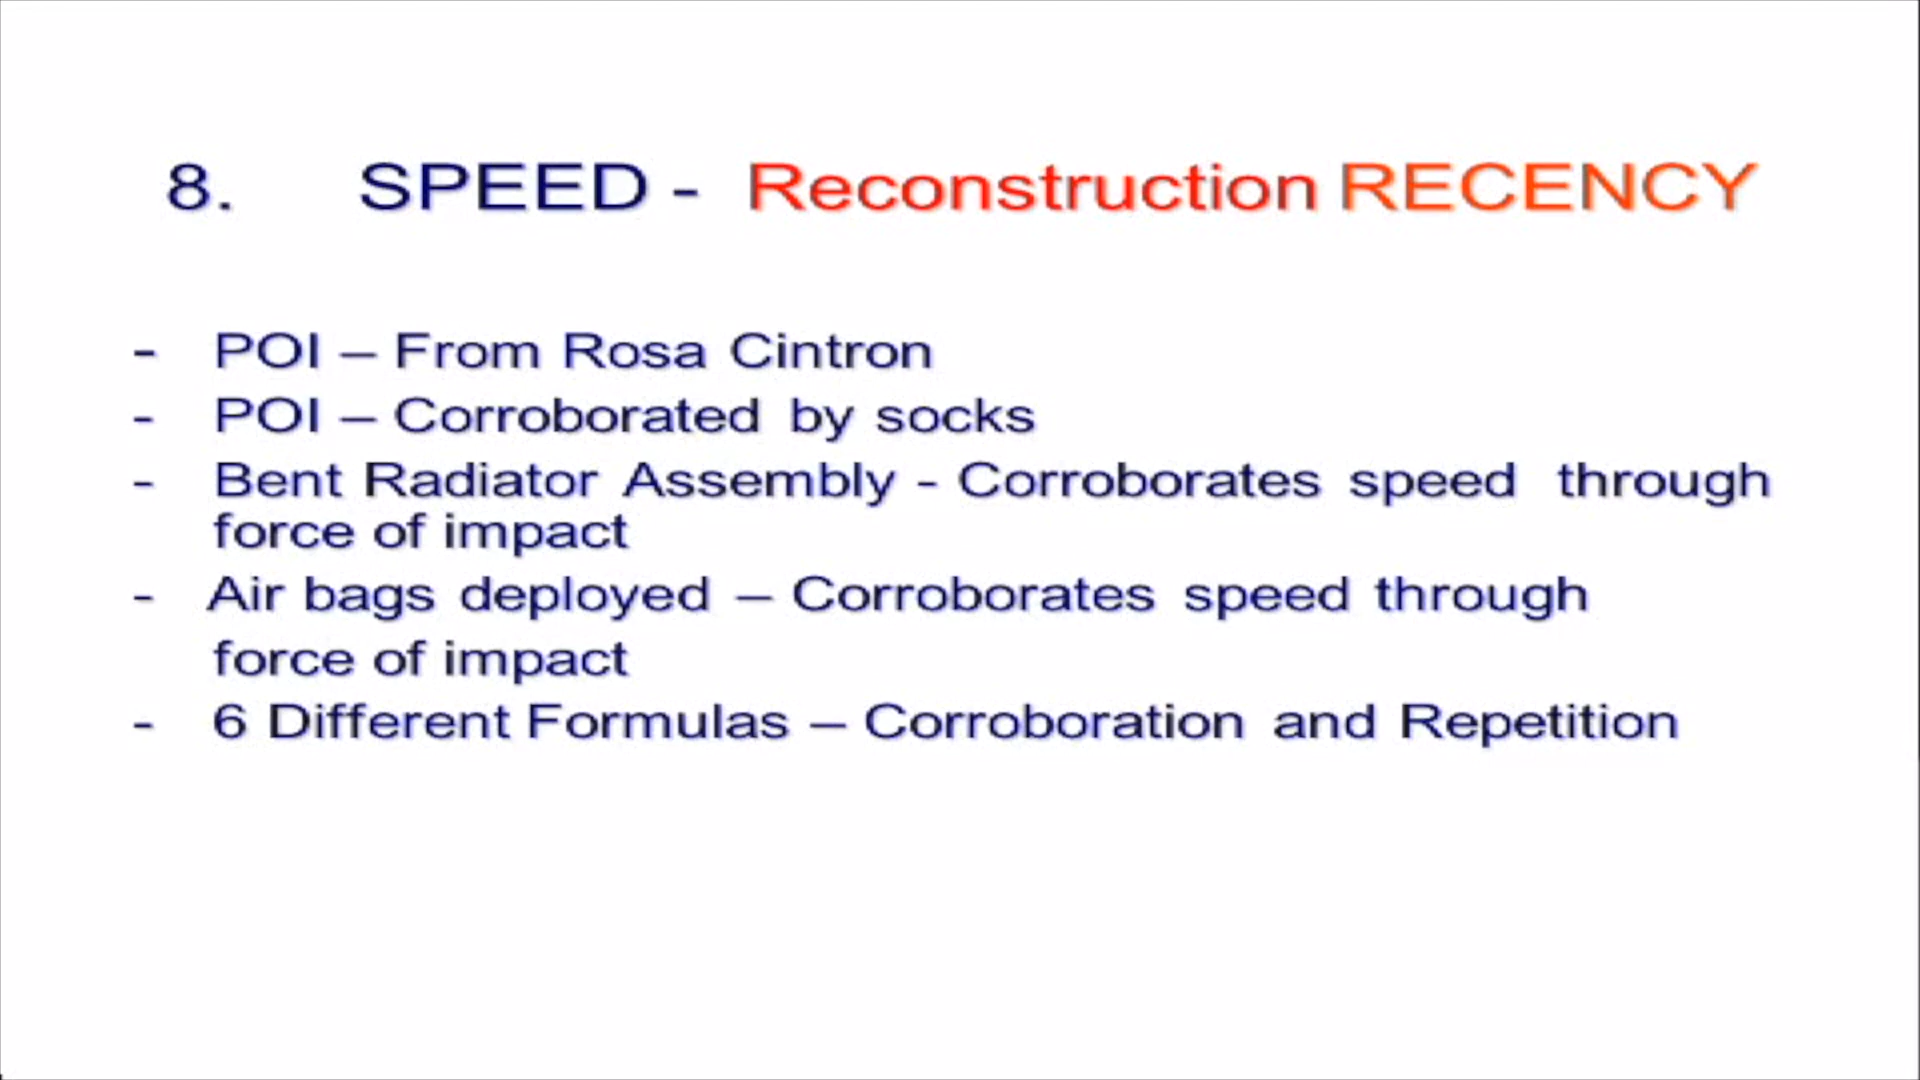 8. SPEED - Reconstruction RECENCY
- POI – From Rosa Cintron
- POI – Corroborated by socks
- Bent Radiator Assembly - Corroborates speed through
force of impact
- Air bags deployed – Corroborates speed through
force of impact
- 6 Different Formulas – Corroboration and Repetition